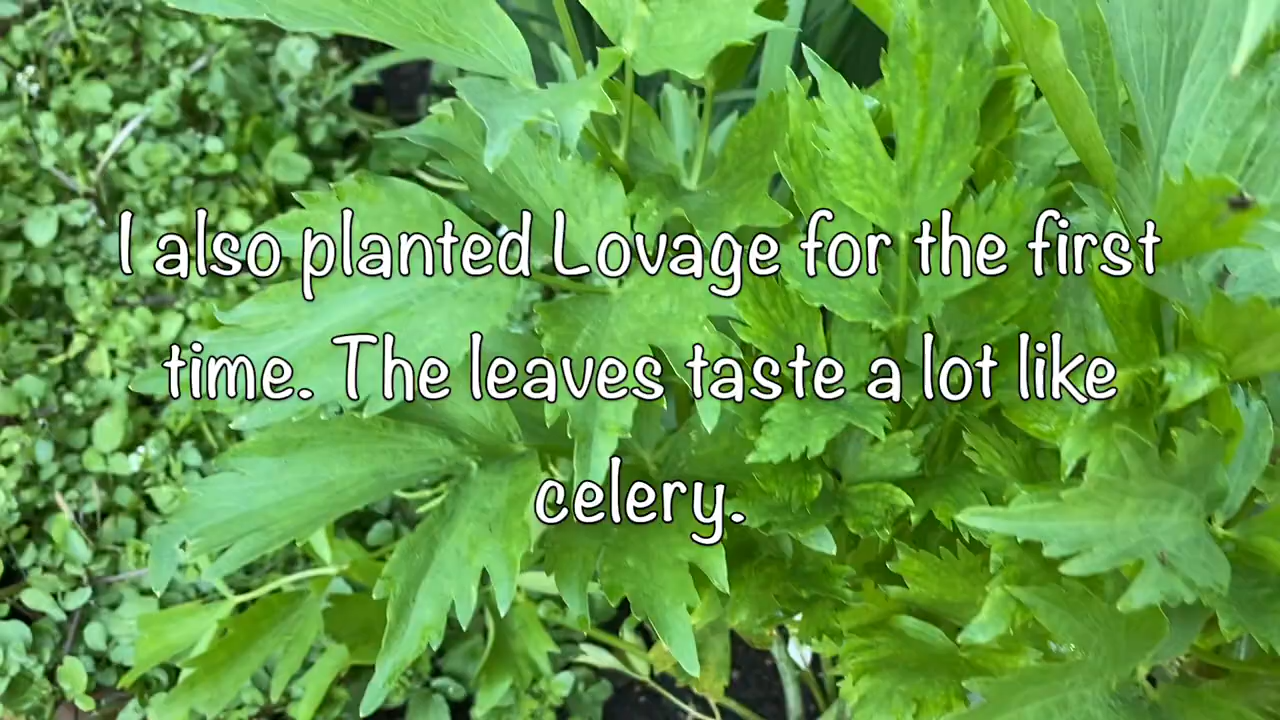 I also planted Lovage for the first
time. The leaves taste a lot like
celery.